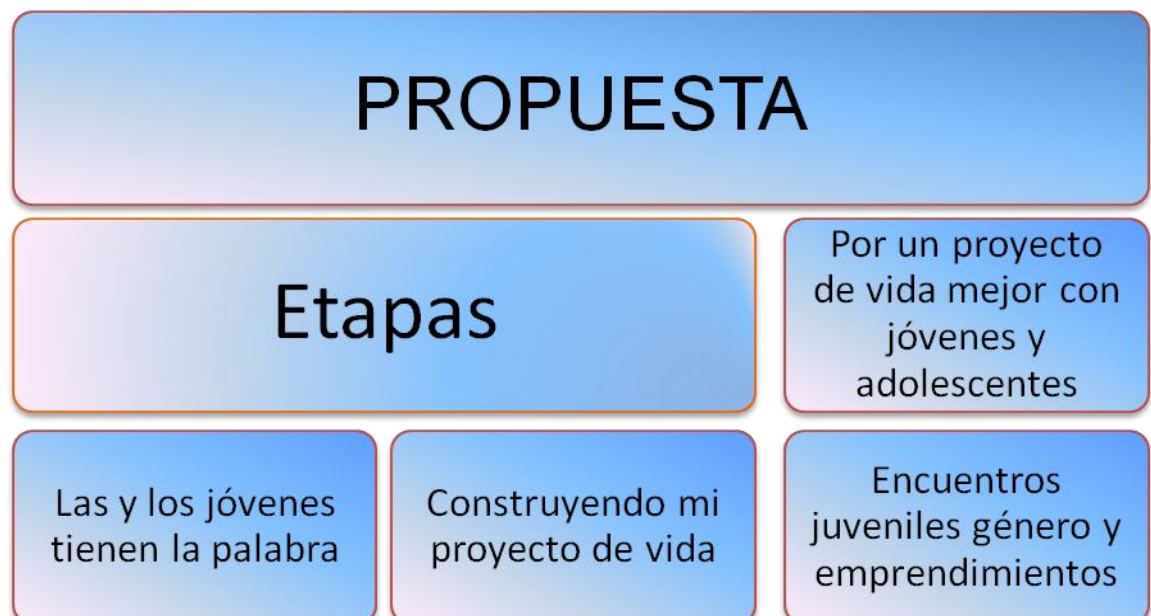 PROPUESTA
Etapas
Por un proyecto
de vida mejor con
jóvenes y
adolescentes
Las y los jóvenes
tienen la palabra
Construyendo mi
proyecto de vida
Encuentros
juveniles género y
emprendimientos